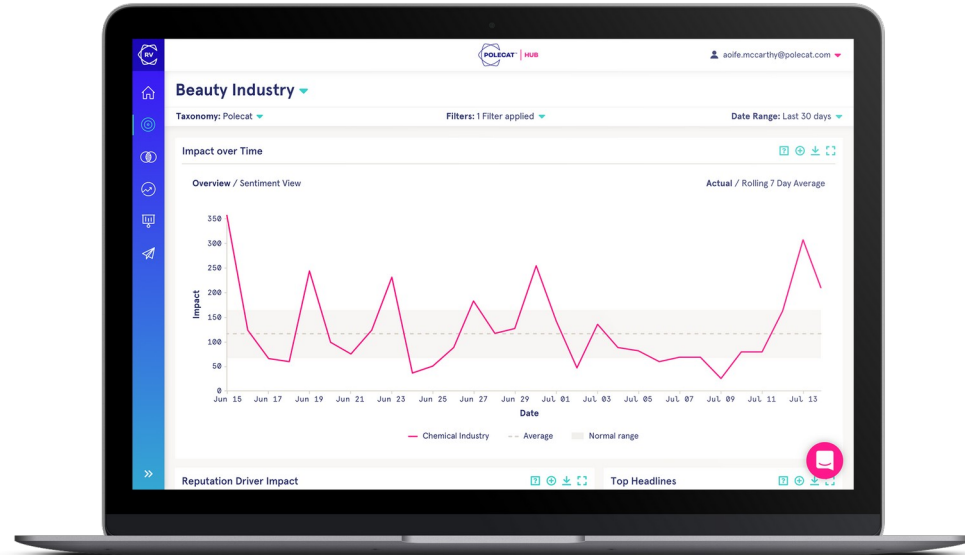 RV
POLECAT HUB
aoife.mccarthy@polecat.com
Beauty Industry
Taxonomy: Polecat
Filters: 1 Filter applied
Date Range: Last 30 days
Impact over Time
Overview / Sentiment View
Actual / Rolling 7 Day Average
350
300
250
200
150
100
50
0
Impact
Jun 15 Jun 17 Jun 19 Jun 21 Jun 23 Jun 25 Jun 27 Jun 29 Jul 01 Jul 03 Jul 05 Jul 07 Jul 09 Jul 11 Jul 13
Date
Chemical Industry Average Normal range
Reputation Driver Impact
Top Headlines